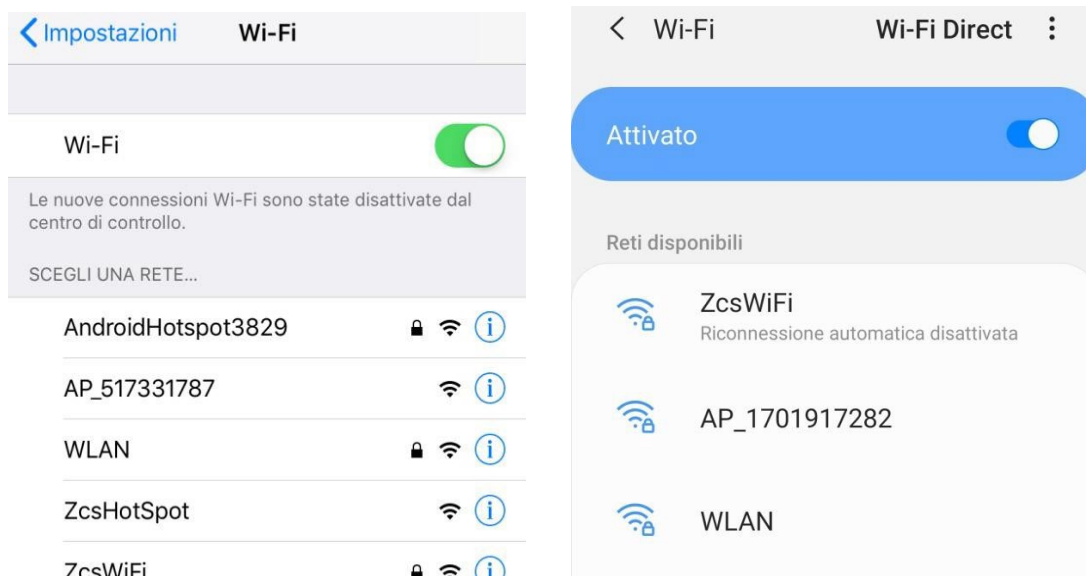 Impostazioni
Wi-Fi
Wi-Fi
Le nuove connessioni Wi-Fi sono state disattivate dal
centro di controllo.
SCEGLI UNA RETE...
AndroidHotspot3829
AP_517331787
WLAN
ZcsHotSpot
ZcsWiFi
Wi-Fi
Wi-Fi Direct
Attivato
Reti disponibili
ZcsWiFi
Riconnessione automatica disattivata
AP_1701917282
WLAN